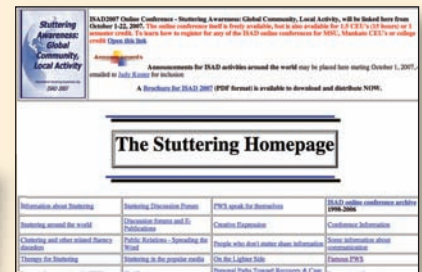 Stuttering
Awareness:
Global
Community,
Local Activity
ISAD 2007
ISAD2007 Online Conference - Stuttering Awareness: Global Community, Local Activity, will be linked here from
October 1-22, 2007. The online conference itself is freely available, but is also available for 1.5 CEU's (15 hours) or 1
semester credit. To learn how to register for any of the ISAD online conferences for MSU, Mankato CEU's or college
credit Open this link
Announcements for ISAD activities around the world may be placed here starting October 1, 2007,
emailed to Judy Kuster for inclusion
A Brochure for ISAD 2007 (PDF format) is available to download and distribute NOW.
The Stuttering Homepage
Information about Stuttering
Stuttering Discussion Forum
PWS speak for themselves
ISAD online conference archive
1998-2006
Stuttering around the world
Discussion forums and E-
Publications
Creative Expression
Conference Information
Cluttering and other related fluency
disorders
Public Relations - Spreading the
Word
People who don't stutter share information
Some information about
communication
Therapy for Stuttering
Stuttering in the popular media
On the Lighter Side
Famous PWS